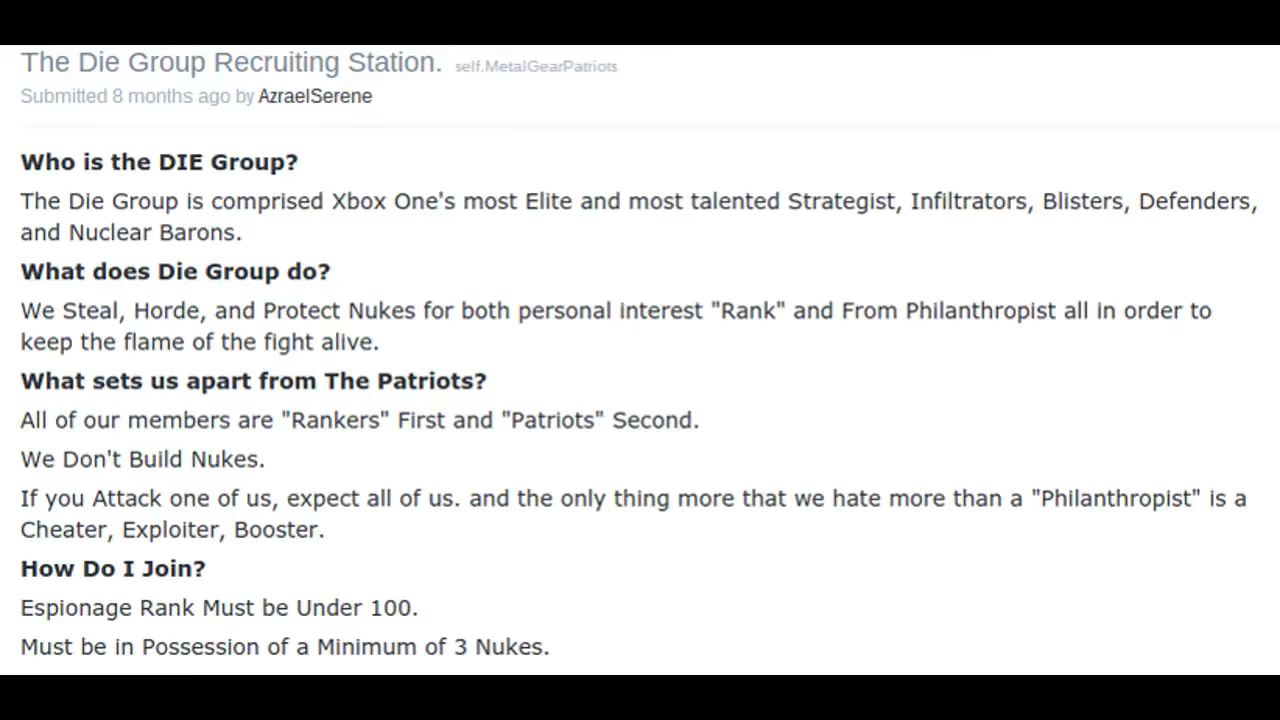 The Die Group Recruiting Station. self.MetalGearPatriots
Submitted 8 months ago by AzraelSerene
Who is the DIE Group?
The Die Group is comprised Xbox One's most Elite and most talented Strategist, Infiltrators, Blisters, Defenders,
and Nuclear Barons.
What does Die Group do?
We Steal, Horde, and Protect Nukes for both personal interest "Rank" and From Philanthropist all in order to
keep the flame of the fight alive.
What sets us apart from The Patriots?
All of our members are "Rankers" First and "Patriots" Second.
We Don't Build Nukes.
If you Attack one of us, expect all of us. and the only thing more that we hate more than a "Philanthropist" is a
Cheater, Exploiter, Booster.
How Do I Join?
Espionage Rank Must be Under 100.
Must be in Possession of a Minimum of 3 Nukes.